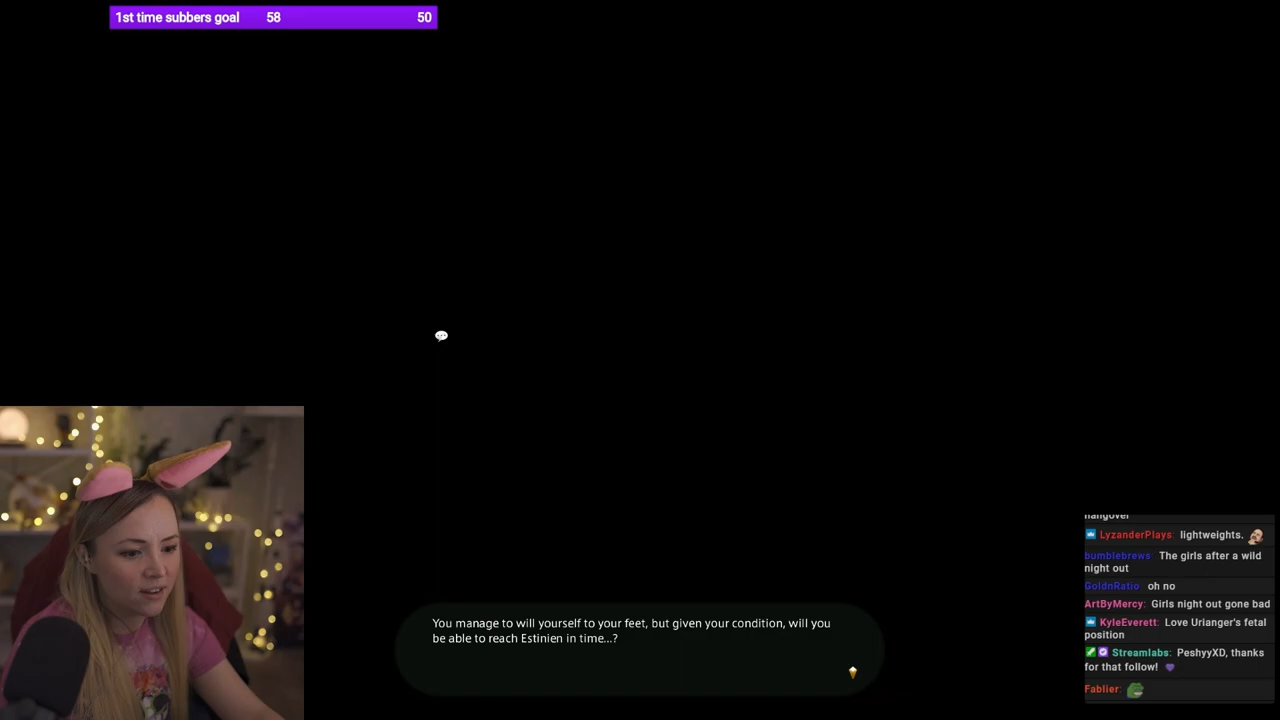 1st time subbers goal 58 50
You manage to will yourself to your feet, but given your condition, will you
be able to reach Estinien in time...?
hangover
LyzanderPlays: lightweights.
bumblebrews: The girls after a wild
night out
GoldnRatio: oh no
ArtByMercy: Girls night out gone bad
KyleEverett: Love Urianger's fetal
position
Streamlabs: PeshyyXD, thanks
for that follow!
Fablier: